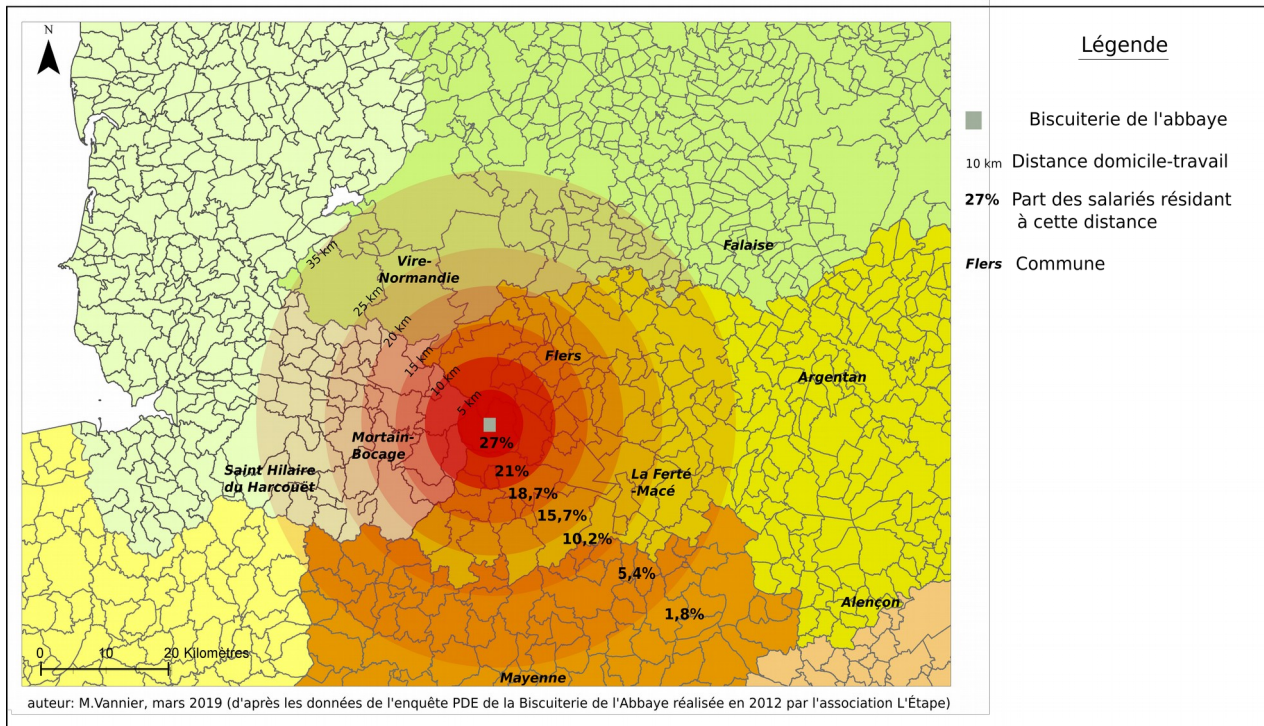 N
Légende
Biscuiterie de l'abbaye
10 km Distance domicile-travail
27% Part des salariés résidant
à cette distance
Flers Commune
Falaise
35 km
Vire-
Normandie
25 km
20 km
15 km
Flers
10 km
Argentan
5 km
27%
Mortain-
Bocage
21%
Saint Hilaire
du Harcouët
La Ferté
-Macé
18,7%
15,7%
10,2%
5,4%
Alençon
1,8%
0 10 20 Kilomètres
Mayenne
auteur: M.Vannier, mars 2019 (d'après les données de l'enquête PDE de la Biscuiterie de l'Abbaye réalisée en 2012 par l'association L'Étape)